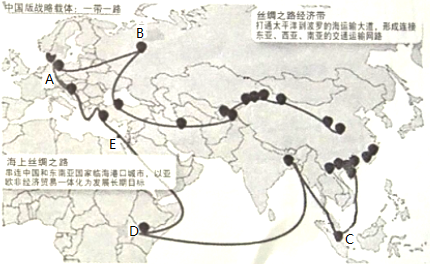 中国版战略载体：一带一路
丝绸之路经济带
打通太平洋到波罗的海运输大道，形成连接
东亚、西亚、南亚的交通运输网路
B
A
E
海上丝绸之路
串连中国和东南亚国家临海港口城市，以亚
欧非经济贸易一体化为发展长期目标
D
C